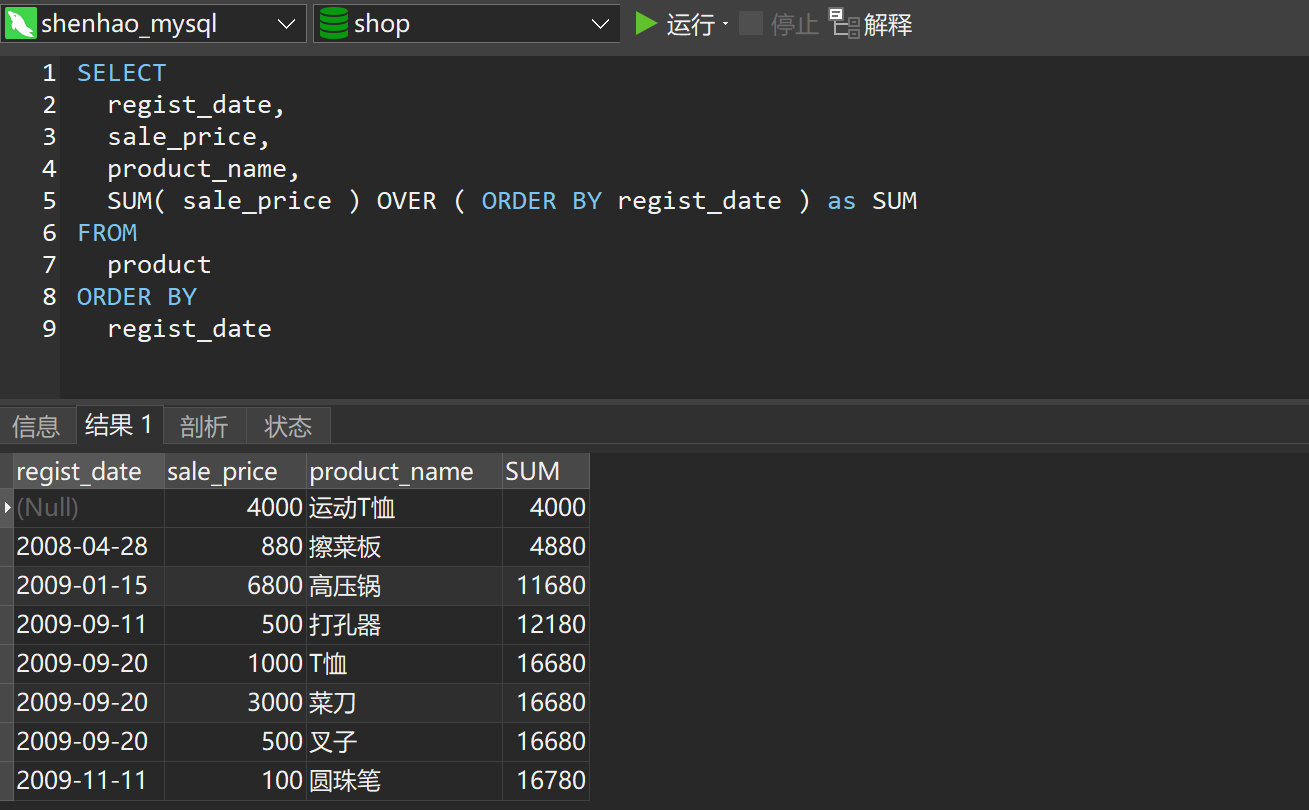 shenhao_mysql shop 运行 停止 解释
1 SELECT
2 regist_date,
3 sale_price,
4 product_name,
5 SUM( sale_price ) OVER ( ORDER BY regist_date ) as SUM
6 FROM
7 product
8 ORDER BY
9 regist_date
信息 结果 1 剖析 状态
regist_date sale_price product_name SUM
(Null) 4000 运动T恤 4000
2008-04-28 880 擦菜板 4880
2009-01-15 6800 高压锅 11680
2009-09-11 500 打孔器 12180
2009-09-20 1000 T恤 16680
2009-09-20 3000 菜刀 16680
2009-09-20 500 叉子 16680
2009-11-11 100 圆珠笔 16780